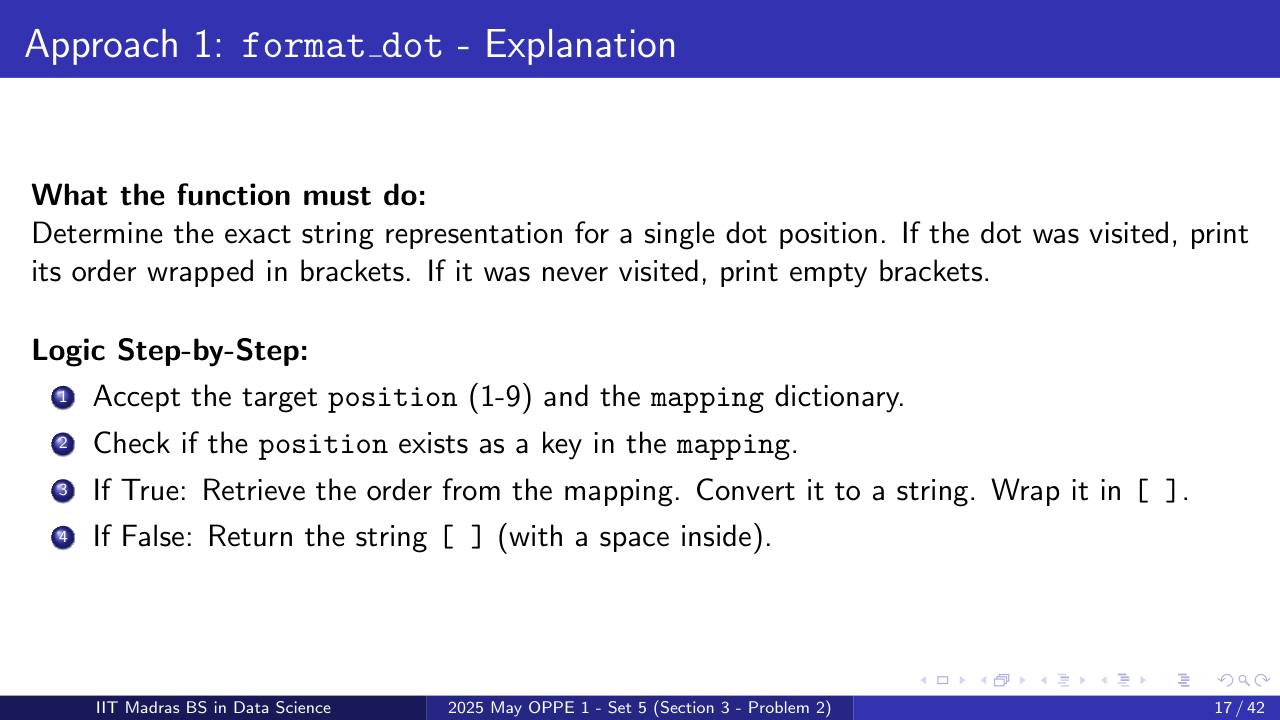 Approach 1: format_dot - Explanation
What the function must do:
Determine the exact string representation for a single dot position. If the dot was visited, print
its order wrapped in brackets. If it was never visited, print empty brackets.
Logic Step-by-Step:
1 Accept the target position (1-9) and the mapping dictionary.
2 Check if the position exists as a key in the mapping.
3 If True: Retrieve the order from the mapping. Convert it to a string. Wrap it in [ ].
4 If False: Return the string [ ] (with a space inside).
IIT Madras BS in Data Science
2025 May OPPE 1 - Set 5 (Section 3 - Problem 2)
17 / 42